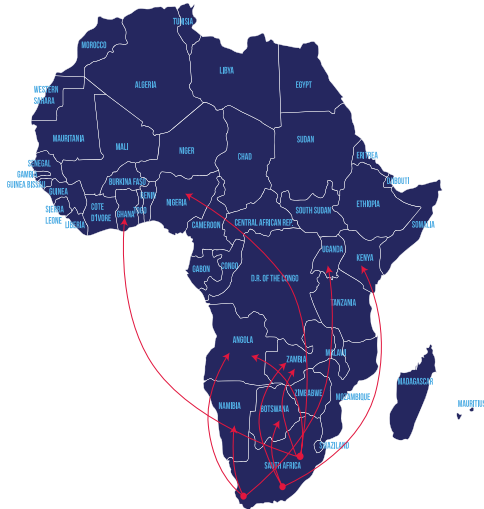 TUNISIA
MOROCCO
LIBYA
ALGERIA
EGYPT
WESTERN
SAHARA
MAURITANIA
SUDAN
MALI
NIGER
CHAD
ERITREA
SENEGAL
GAMBIA
GUINEA BISSAU
BURKINA FASO
DJIBOUTI
GUINEA
BENIN
NIGERIA
ETHIOPIA
SIERRA
LEONE
COTE
D'IVORE
GHANA
TOGO
SOUTH SUDAN
LIBERIA
CAMEROON
CENTRAL AFRICAN REP.
SOMALIA
UGANDA
KENYA
GABON
CONGO
D.R. OF THE CONGO
TANZANIA
ANGOLA
MALAWI
ZAMBIA
MADAGASCAR
ZIMBABWE
MOZAMBIQUE
NAMIBIA
BOTSWANA
MAURITIUS
SWAZILAND
SOUTH AFRICA